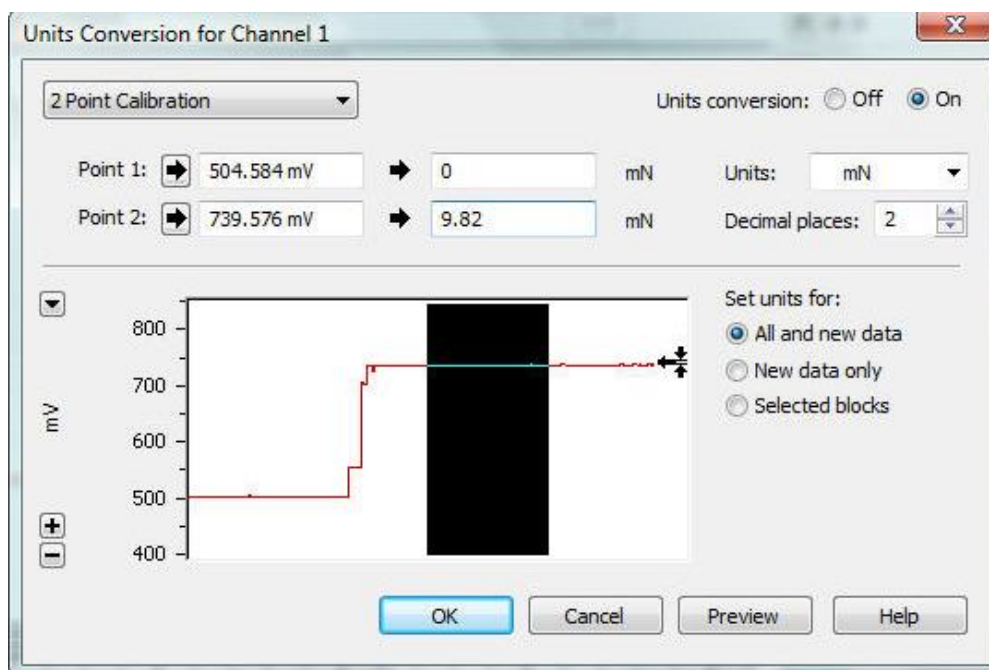 Units Conversion for Channel 1
2 Point Calibration
Units conversion: Off On
Point 1: 504.584 mV 0 mN Units: mN
Point 2: 739.576 mV 9.82 mN Decimal places: 2
Set units for:
All and new data
New data only
Selected blocks
800
700
600
500
400
mV
OK Cancel Preview Help